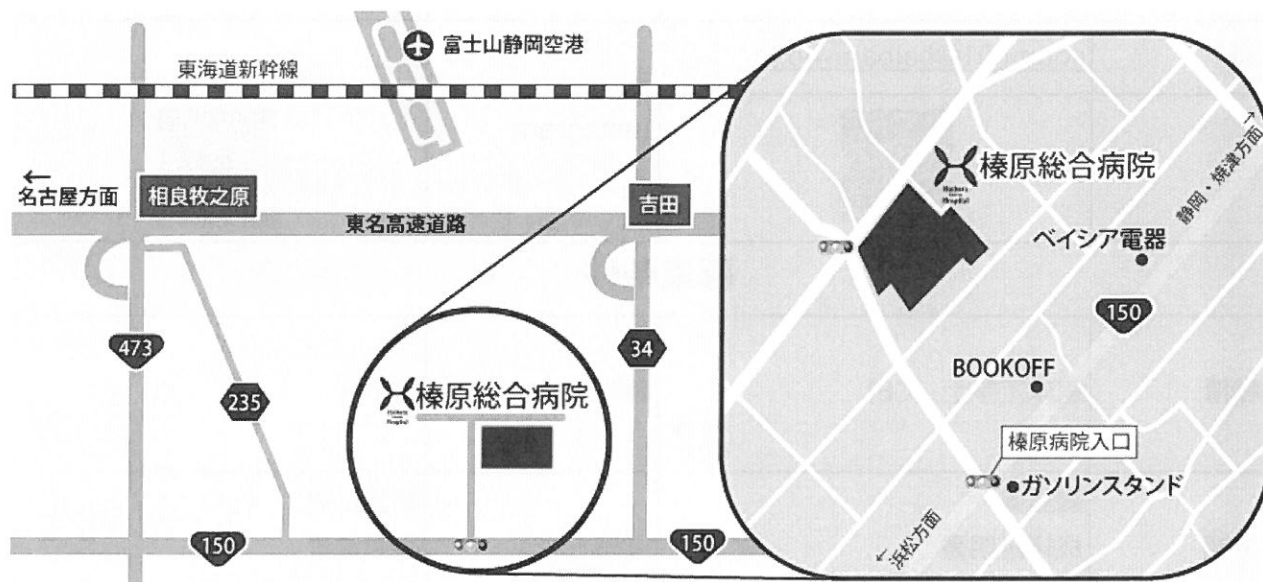 富士山静岡空港
東海道新幹線
←
名古屋方面
相良牧之原
吉田
東名高速道路
473
235
34
榛原総合病院
150
150
榛原総合病院
静岡・焼津方面→
ベイシア電器
150
BOOKOFF
榛原病院入口
ガソリンスタンド
←浜松方面